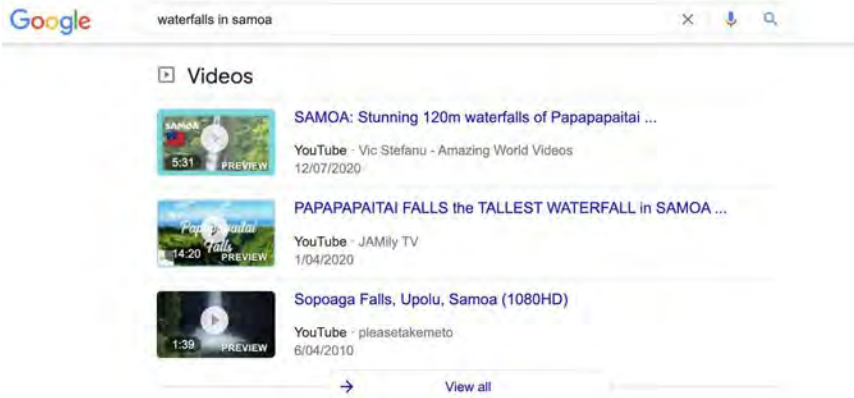 Google
waterfalls in samoa
Videos
SAMOA
5:31 PREVIEW
SAMOA: Stunning 120m waterfalls of Papapapaitai ...
YouTube · Vic Stefanu - Amazing World Videos
12/07/2020
Papapapaitai
Falls
14:20 PREVIEW
PAPAPAPAITAI FALLS the TALLEST WATERFALL in SAMOA ...
YouTube · JAMily TV
1/04/2020
1:39 PREVIEW
Sopoaga Falls, Upolu, Samoa (1080HD)
YouTube · pleasetakemeto
6/04/2010
View all